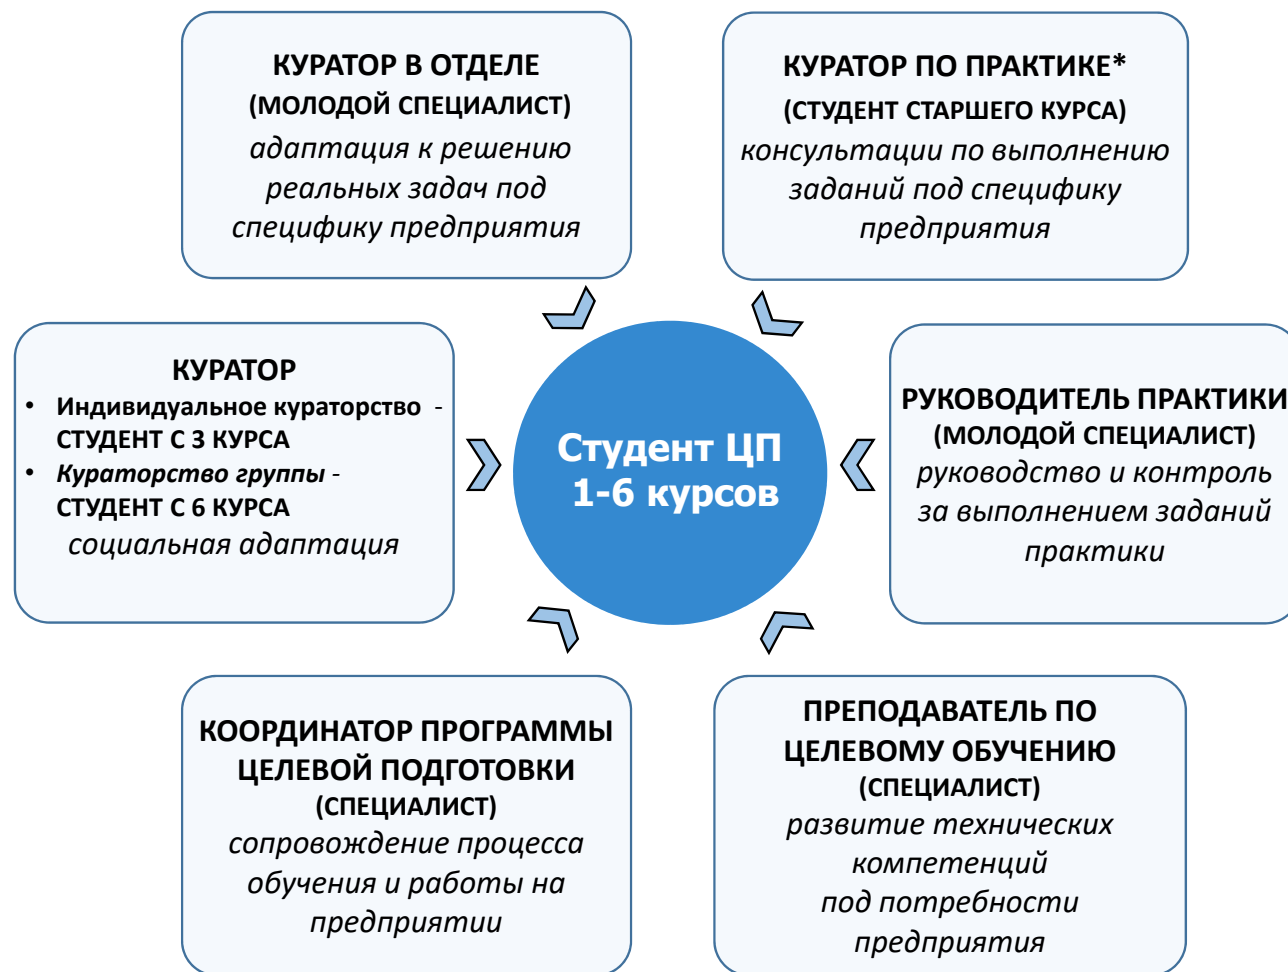 КУРАТОР В ОТДЕЛЕ
(МОЛОДОЙ СПЕЦИАЛИСТ)
адаптация к решению
реальных задач под
специфику предприятия
КУРАТОР ПО ПРАКТИКЕ*
(СТУДЕНТ СТАРШЕГО КУРСА)
консультации по выполнению
заданий под специфику
предприятия
КУРАТОР
• Индивидуальное кураторство -
СТУДЕНТ С 3 КУРСА
• Кураторство группы -
СТУДЕНТ С 6 КУРСА
социальная адаптация
Студент ЦП
1-6 курсов
РУКОВОДИТЕЛЬ ПРАКТИКИ
(МОЛОДОЙ СПЕЦИАЛИСТ)
руководство и контроль
за выполнением заданий
практики
КООРДИНАТОР ПРОГРАММЫ
ЦЕЛЕВОЙ ПОДГОТОВКИ
(СПЕЦИАЛИСТ)
сопровождение процесса
обучения и работы на
предприятии
ПРЕПОДАВАТЕЛЬ ПО
ЦЕЛЕВОМУ ОБУЧЕНИЮ
(СПЕЦИАЛИСТ)
развитие технических
компетенций
под потребности
предприятия